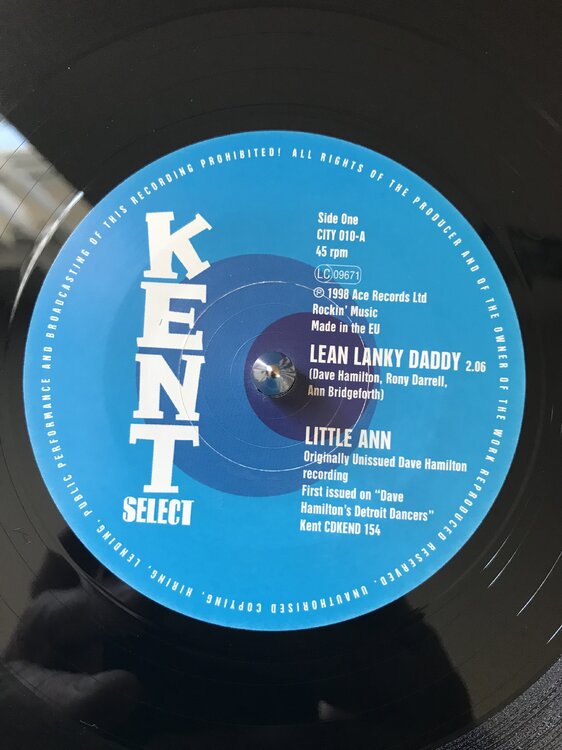 KENT
SELECT
Side One
CITY 010-A
45 rpm
LC 09671
℗ 1998 Ace Records Ltd
Rockin' Music
Made in the EU
LEAN LANKY DADDY 2.06
(Dave Hamilton, Rony Darrell,
Ann Bridgeforth)
LITTLE ANN
Originally Unissued Dave Hamilton
recording
First issued on "Dave
Hamilton's Detroit Dancers"
Kent CDKEND 154
ALL RIGHTS OF THE PRODUCER AND OF THE OWNER OF THE WORK REPRODUCED RESERVED. UNAUTHORISED COPYING, HIRING, LENDING, PUBLIC PERFORMANCE AND BROADCASTING OF THIS RECORDING PROHIBITED!